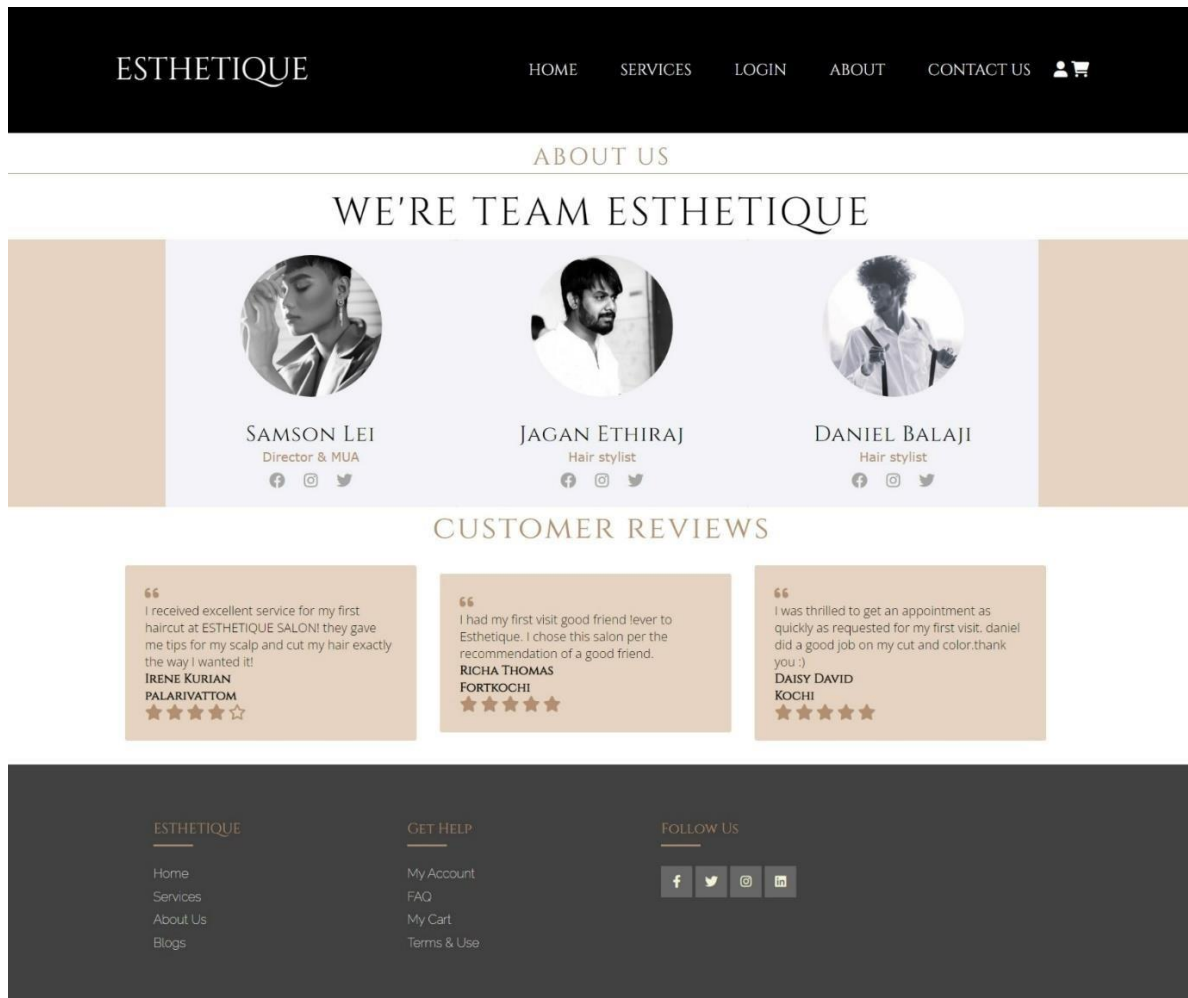 ESTHETIQUE
HOME SERVICES LOGIN ABOUT CONTACT US
ABOUT US
WE'RE TEAM ESTHETIQUE
SAMSON LEI
Director & MUA
JAGAN ETHIRAJ
Hair stylist
DANIEL BALAJI
Hair stylist
CUSTOMER REVIEWS
I received excellent service for my first
haircut at ESTHETIQUE SALON! they gave
me tips for my scalp and cut my hair exactly
the way I wanted it!
IRENE KURIAN
PALARIVATTOM
I had my first visit good friend !ever to
Esthetique. I chose this salon per the
recommendation of a good friend.
RICHA THOMAS
FORTKOCHI
I was thrilled to get an appointment as
quickly as requested for my first visit. daniel
did a good job on my cut and color.thank
you :)
DAISY DAVID
KOCHI
ESTHETIQUE
Home
Services
About Us
Blogs
GET HELP
My Account
FAQ
My Cart
Terms & Use
FOLLOW US